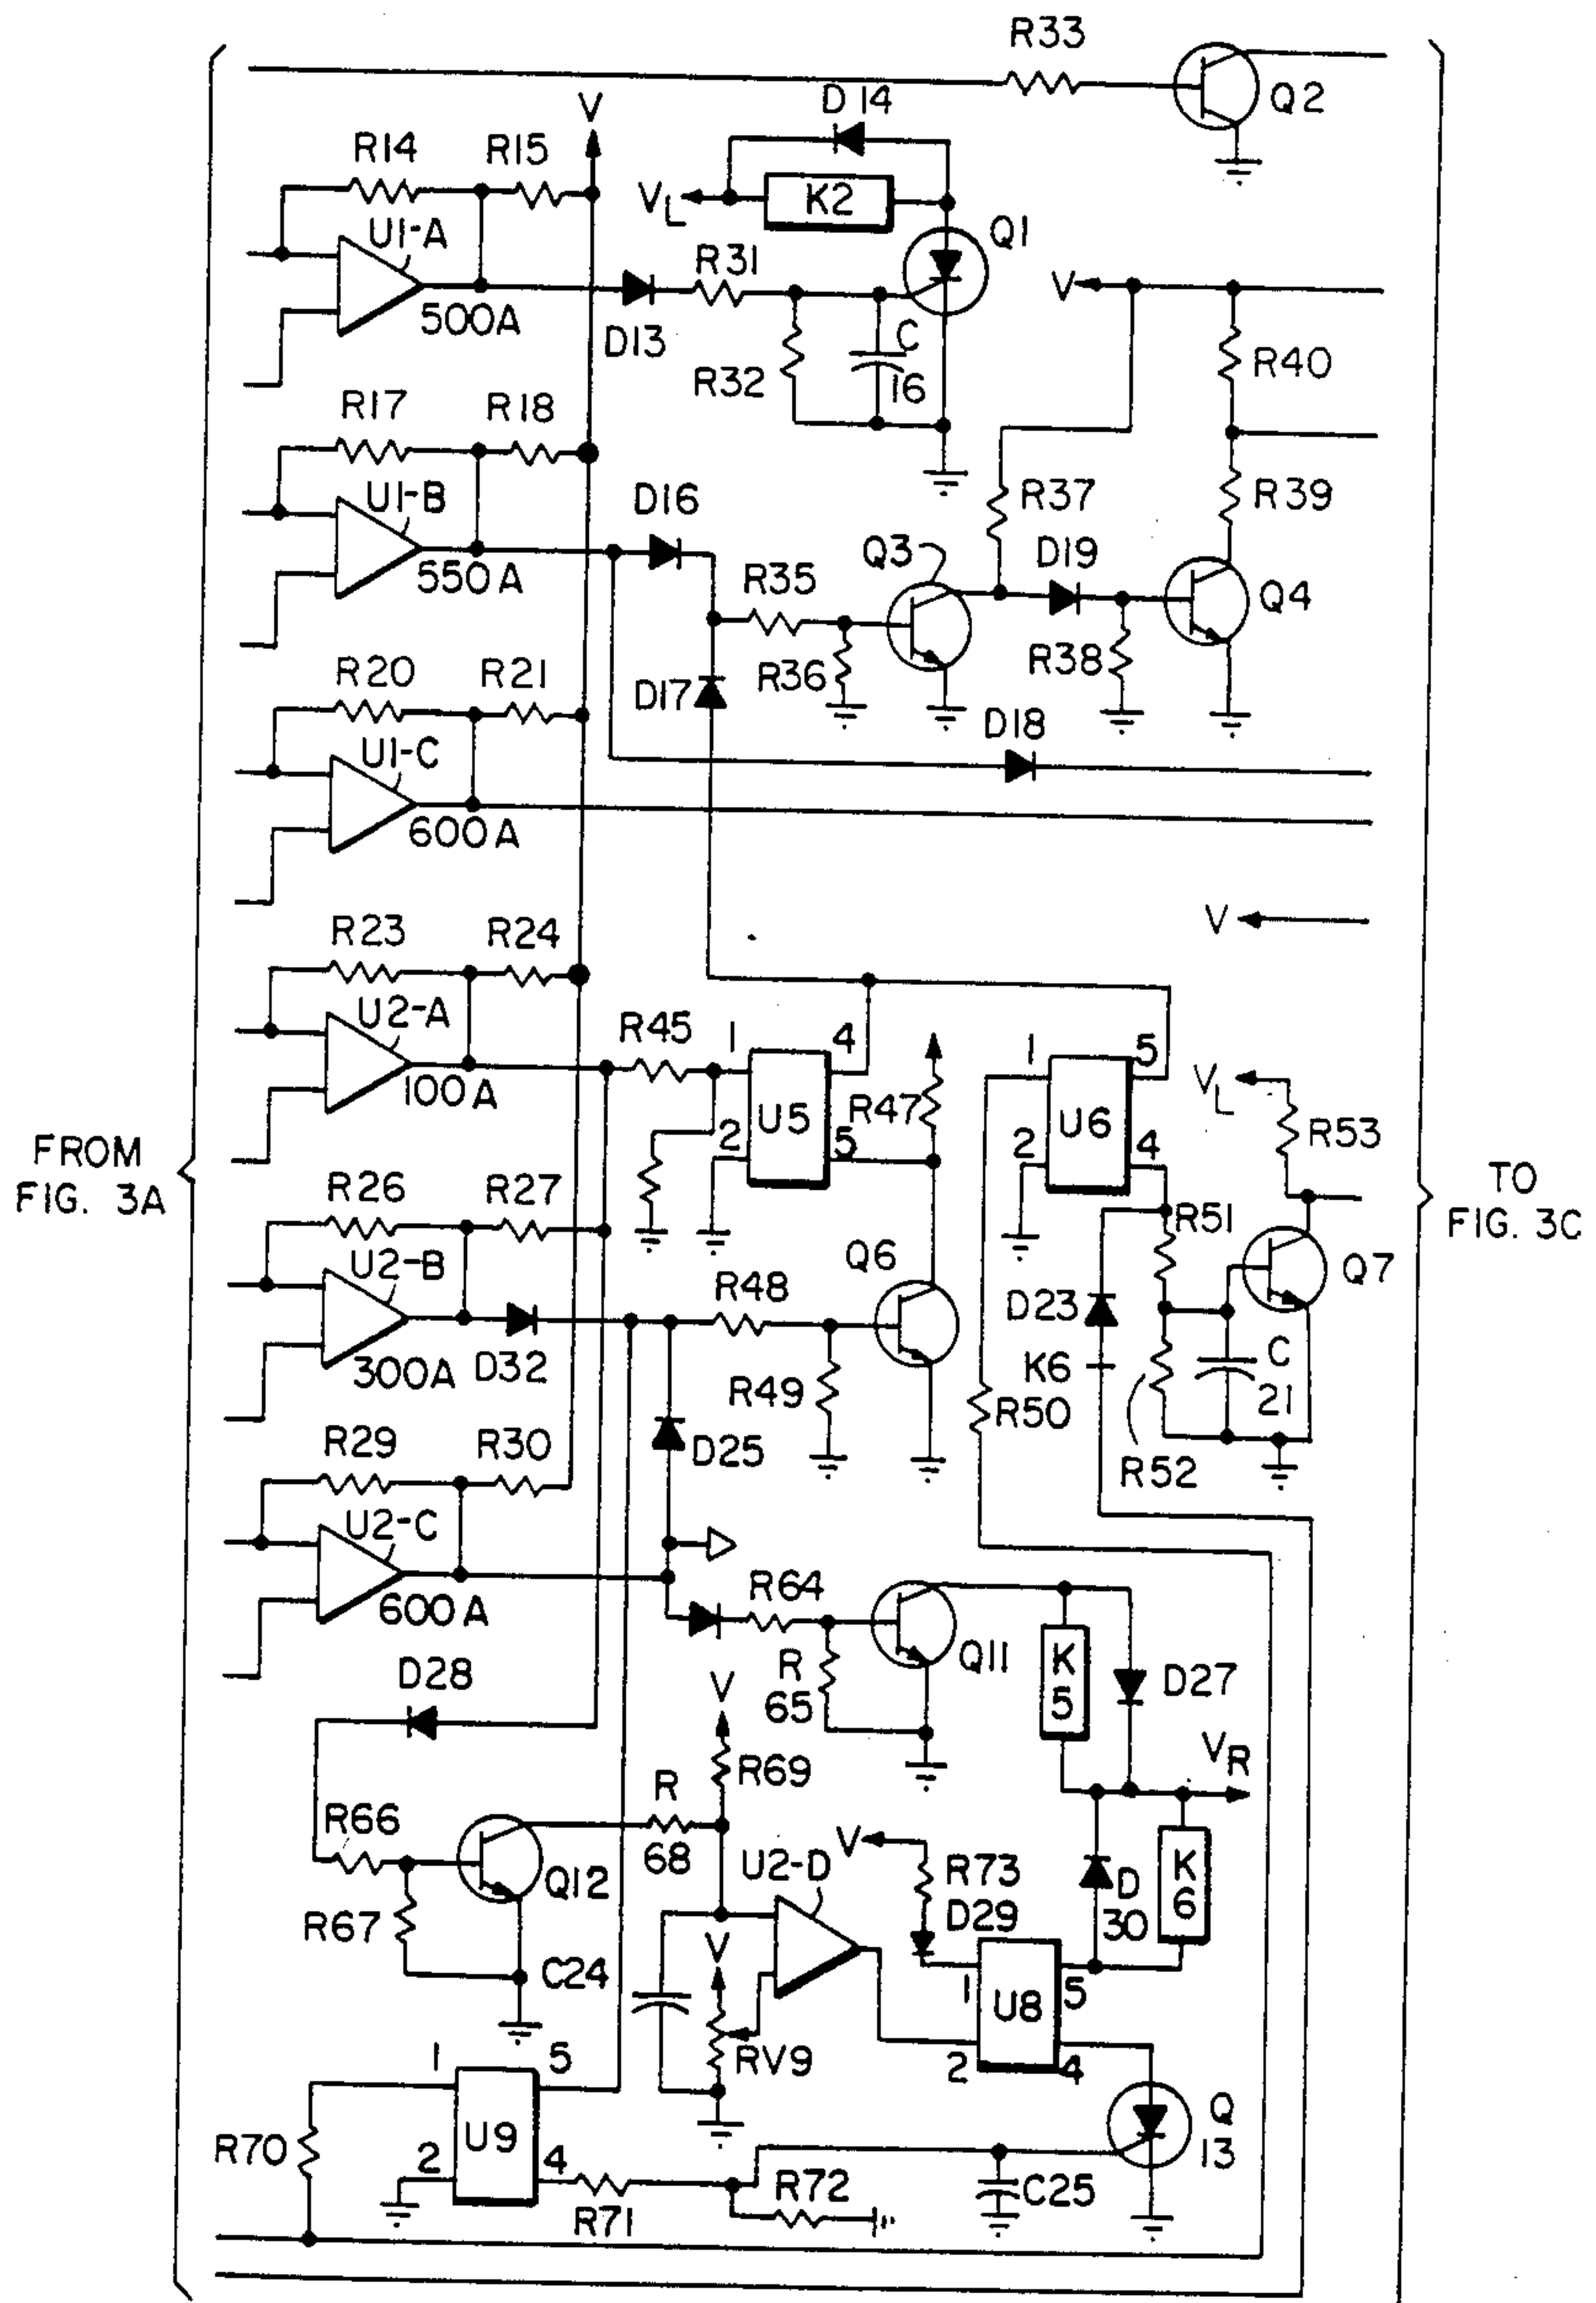 R33
Q2
D14
V
R14 R15
VL K2
U1-A
R31
Q1
V
500A
D13
C
16
R32
R40
R17 R18
U1-B
D16
R37
R39
Q3
D19
550A
R35
Q4
R20 R21
D17
R36
R38
U1-C
D18
600A
V
R23 R24
U2-A
R45
1 4
1 5
VL
100A
U5
R47
U6
R53
2 5
2 4
FROM
FIG. 3A
TO
FIG. 3C
R26 R27
R51
U2-B
Q6
Q7
R48
D23
300A D32
K6
C
21
R49
R50
R29 R30
D25
R52
U2-C
600A
R64
Q11
K
5
D27
D28
R
65
V
VR
R69
R
68
R66
V
U2-D
R73
K
6
Q12
D29
D
30
R67
V
C24
1
U8
5
RV9
2
4
1 5
Q
13
R70
U9
2 4
R72
C25
R71